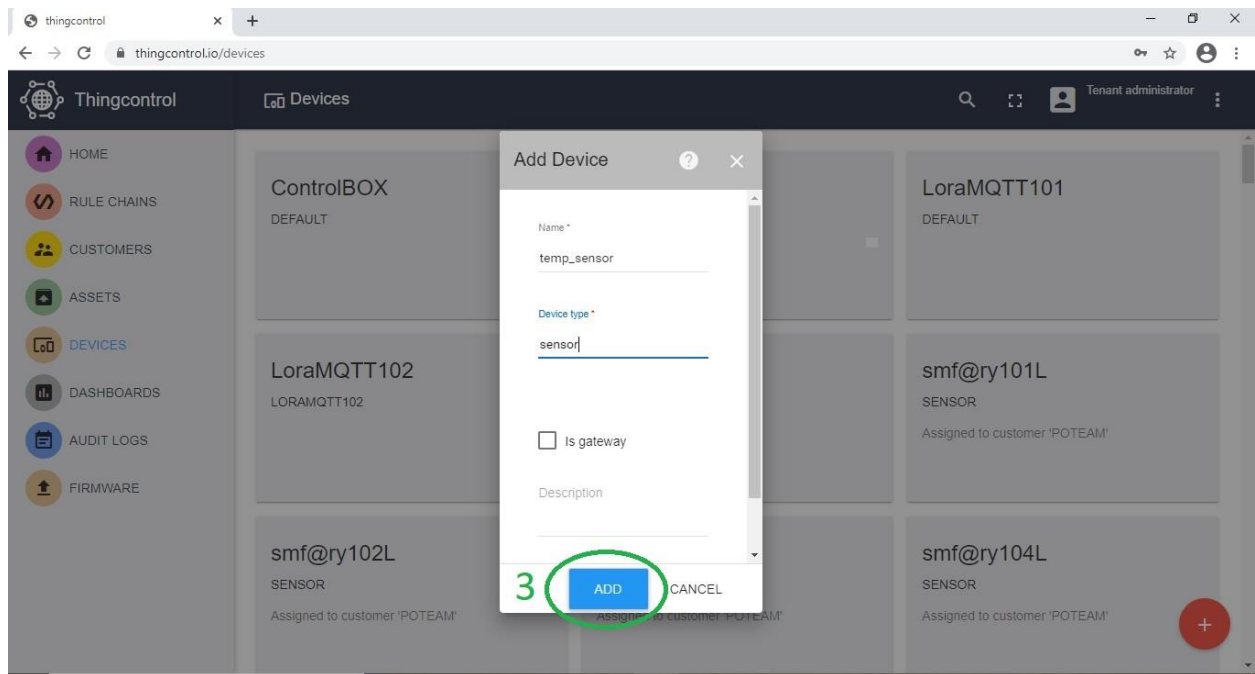 thingcontrol
thingcontrol.io/devices
Thingcontrol
Devices
Tenant administrator
HOME
RULE CHAINS
CUSTOMERS
ASSETS
DEVICES
DASHBOARDS
AUDIT LOGS
FIRMWARE
ControlBOX
DEFAULT
LoraMQTT101
DEFAULT
LoraMQTT102
LORAMQTT102
smf@ry101L
SENSOR
Assigned to customer 'POTEAM'
smf@ry102L
SENSOR
Assigned to customer 'POTEAM'
Assigned to customer 'POTEAM'
smf@ry104L
SENSOR
Assigned to customer 'POTEAM'
Add Device
Name *
temp_sensor
Device type *
sensor
Is gateway
Description
3 ADD CANCEL